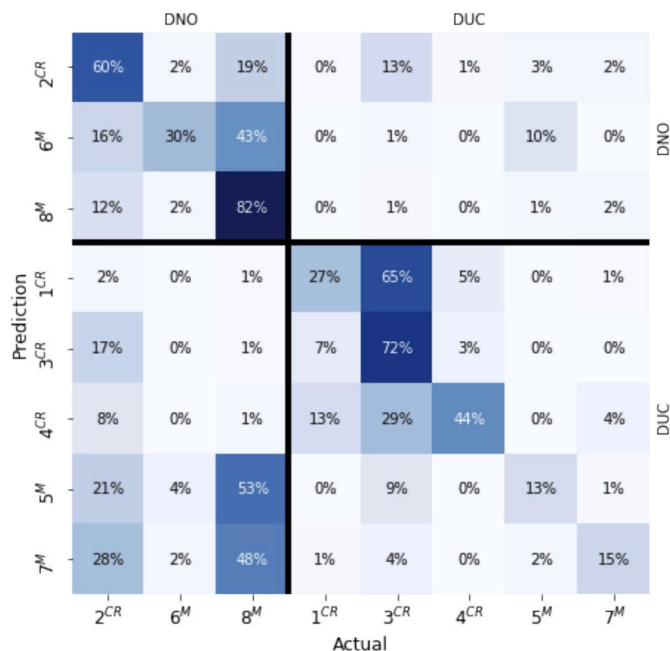 DNO DUC
2^CR 60% 2% 19% 0% 13% 1% 3% 2%
6^M 16% 30% 43% 0% 1% 0% 10% 0% DNO
8^M 12% 2% 82% 0% 1% 0% 1% 2%
Prediction
1^CR 2% 0% 1% 27% 65% 5% 0% 1%
3^CR 17% 0% 1% 7% 72% 3% 0% 0%
4^CR 8% 0% 1% 13% 29% 44% 0% 4% DUC
5^M 21% 4% 53% 0% 9% 0% 13% 1%
7^M 28% 2% 48% 1% 4% 0% 2% 15%
2^CR 6^M 8^M 1^CR 3^CR 4^CR 5^M 7^M
Actual